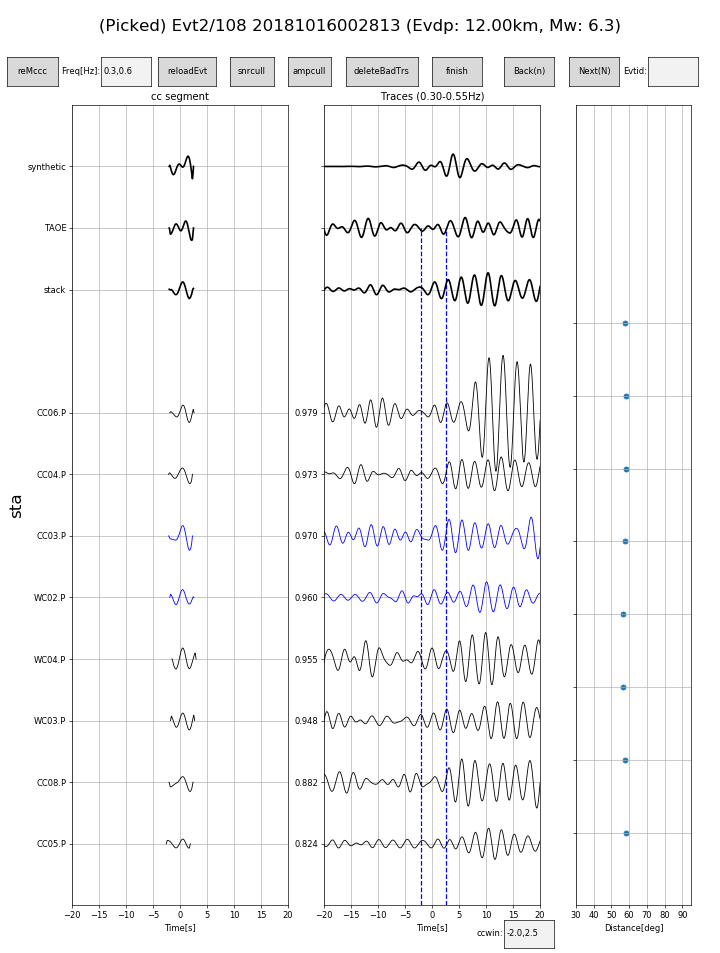 (Picked) Evt2/108 20181016002813 (Evdp: 12.00km, Mw: 6.3)
reMccc Freq[Hz]: 0.3,0.6 reloadEvt snrcull ampcull deleteBadTrs finish Back(n) Next(N) Evtid:
cc segment Traces (0.30-0.55Hz)
synthetic
TAOE
stack
CC06.P 0.979
CC04.P 0.973
sta
CC03.P 0.970
WC02.P 0.960
WC04.P 0.955
WC03.P 0.948
CC08.P 0.882
CC05.P 0.824
−20 −15 −10 −5 0 5 10 15 20 −20 −15 −10 −5 0 5 10 15 20 30 40 50 60 70 80 90
Time[s] Time[s] Distance[deg]
ccwin: -2.0,2.5